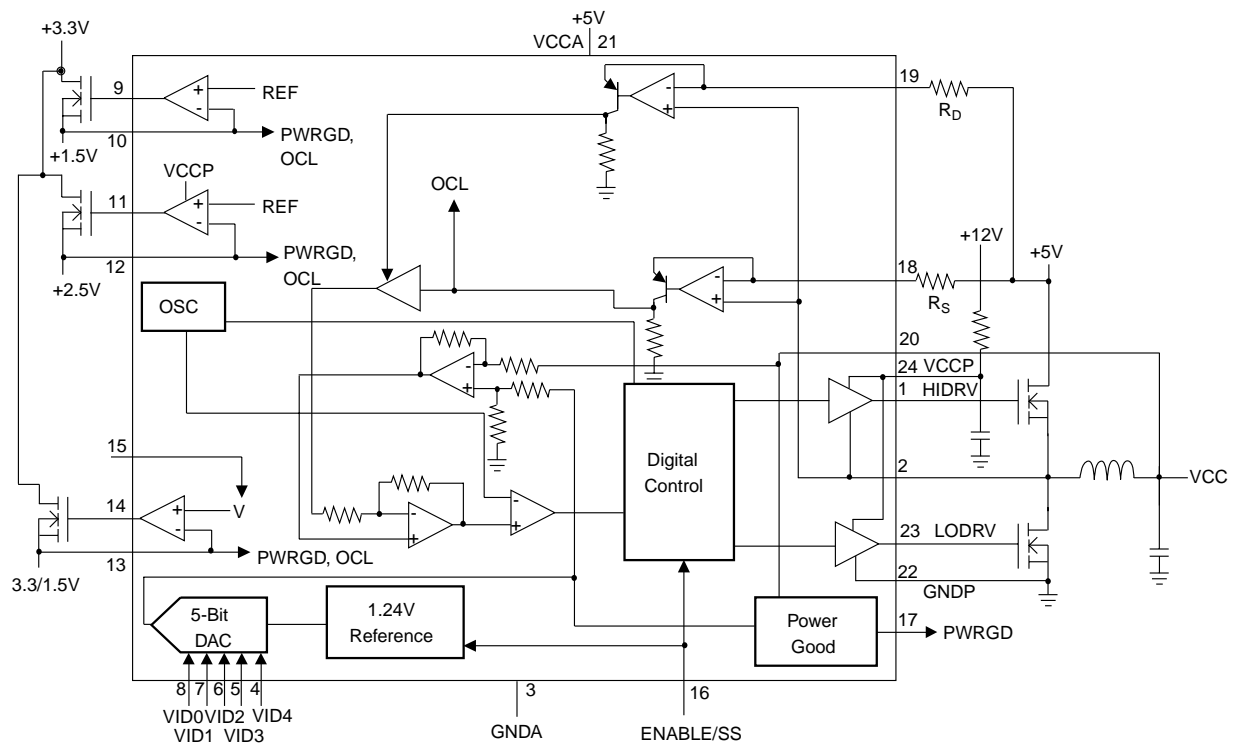 +5V
VCCA 21
+3.3V
9
REF
10
PWRGD,
OCL
+1.5V
VCCP
11
REF
12
PWRGD,
OCL
+2.5V
OCL
19
RD
+12V
+5V
18
RS
OSC
20
24 VCCP
1 HIDRV
15
2
VCC
Digital
Control
14
V
23 LODRV
13
PWRGD, OCL
3.3/1.5V
22
GNDP
5-Bit
DAC
1.24V
Reference
Power
Good
17
PWRGD
8 7 6 5 4
3
16
VID0 VID2 VID4
VID1 VID3
GNDA
ENABLE/SS
+
-
+
-
+
-
-
+
-
+
-
+
-
+
-
+